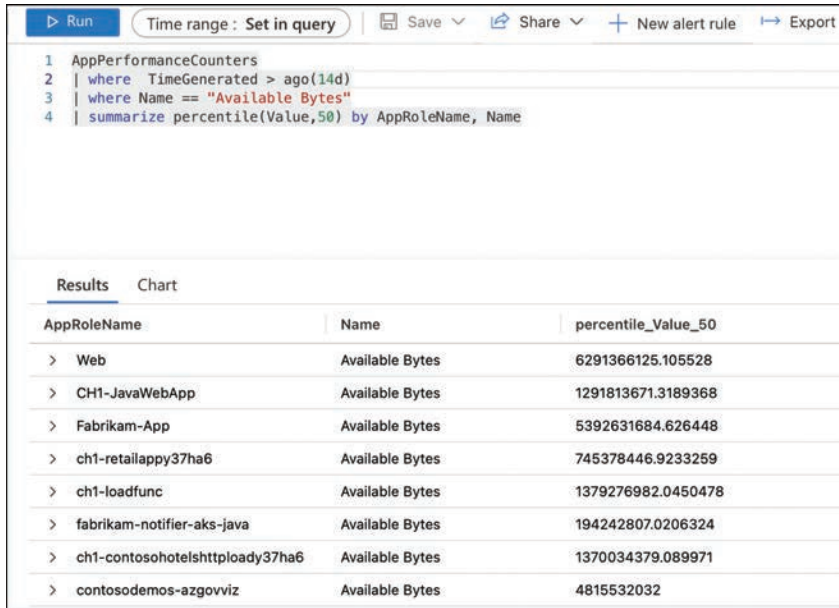 Run Time range : Set in query Save Share New alert rule Export
1 AppPerformanceCounters
2 | where TimeGenerated > ago(14d)
3 | where Name == "Available Bytes"
4 | summarize percentile(Value,50) by AppRoleName, Name
Results Chart
AppRoleName Name percentile_Value_50
> Web Available Bytes 6291366125.105528
> CH1-JavaWebApp Available Bytes 1291813671.3189368
> Fabrikam-App Available Bytes 5392631684.626448
> ch1-retailappy37ha6 Available Bytes 745378446.9233259
> ch1-loadfunc Available Bytes 1379276982.0450478
> fabrikam-notifier-aks-java Available Bytes 194242807.0206324
> ch1-contosohotelshttploady37ha6 Available Bytes 1370034379.089971
> contosodemos-azgovviz Available Bytes 4815532032